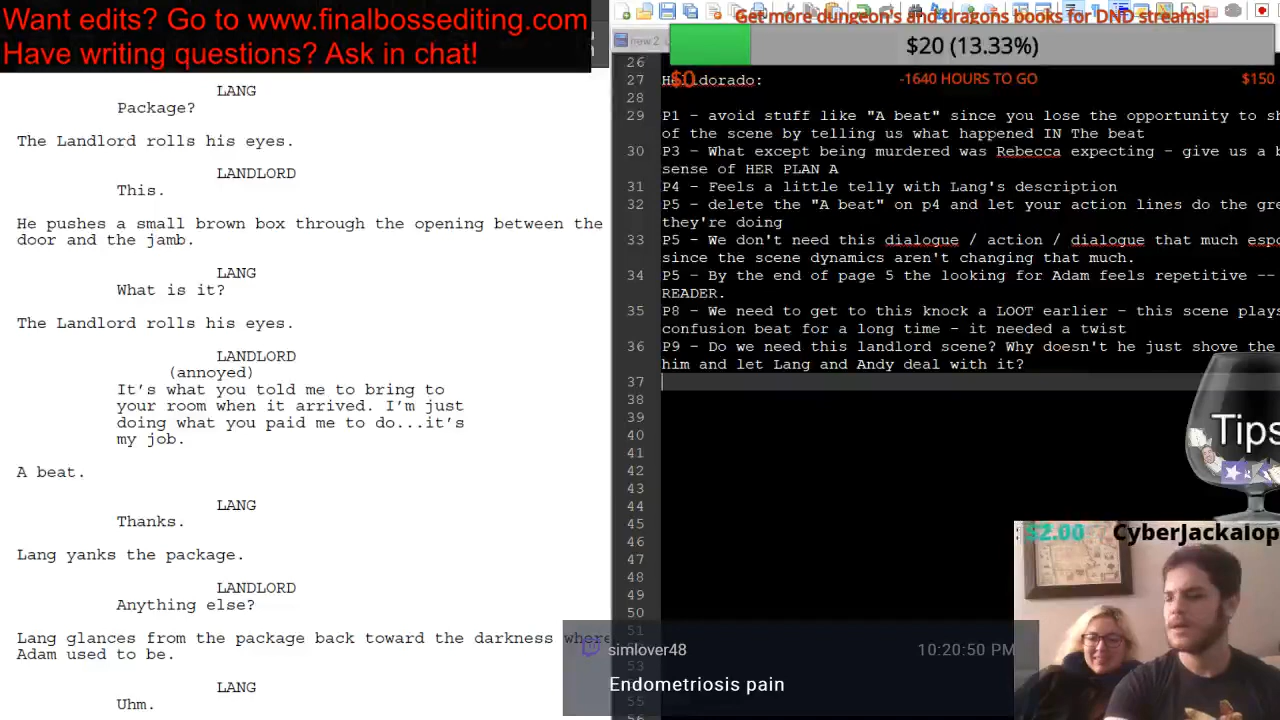 Want edits? Go to www.finalbossediting.com
Have writing questions? Ask in chat!
LANG
Package?
The Landlord rolls his eyes.
LANDLORD
This.
He pushes a small brown box through the opening between the
door and the jamb.
LANG
What is it?
The Landlord rolls his eyes.
LANDLORD
(annoyed)
It's what you told me to bring to
your room when it arrived. I'm just
doing what you paid me to do...it's
my job.
A beat.
LANG
Thanks.
Lang yanks the package.
LANDLORD
Anything else?
Lang glances from the package back toward the darkness where
Adam used to be.
LANG
Uhm.
Get more dungeon's and dragons books for DND streams!
new 2
$20 (13.33%)
$0
-1640 HOURS TO GO
$150
26
27
28
29 P1 - avoid stuff like "A beat" since you lose the opportunity to
of the scene by telling us what happened IN The beat
30 P3 - What except being murdered was Rebecca expecting - give us a
sense of HER PLAN A
31 P4 - Feels a little telly with Lang's description
32 P5 - delete the "A beat" on p4 and let your action lines do the
they're doing
33 P5 - We don't need this dialogue / action / dialogue that much
since the scene dynamics aren't changing that much.
34 P5 - By the end of page 5 the looking for Adam feels repetitive --
READER.
35 P8 - We need to get to this knock a LOOT earlier - this scene plays
confusion beat for a long time - it needed a twist
36 P9 - Do we need this landlord scene? Why doesn't he just shove the
him and let Lang and Andy deal with it?
37
38
39
40
41
42
43
44
45
46
47
48
49
50
51
53
54
55
Tips
$2.00 CyberJackalop
simlover48 10:20:50 PM
Endometriosis pain